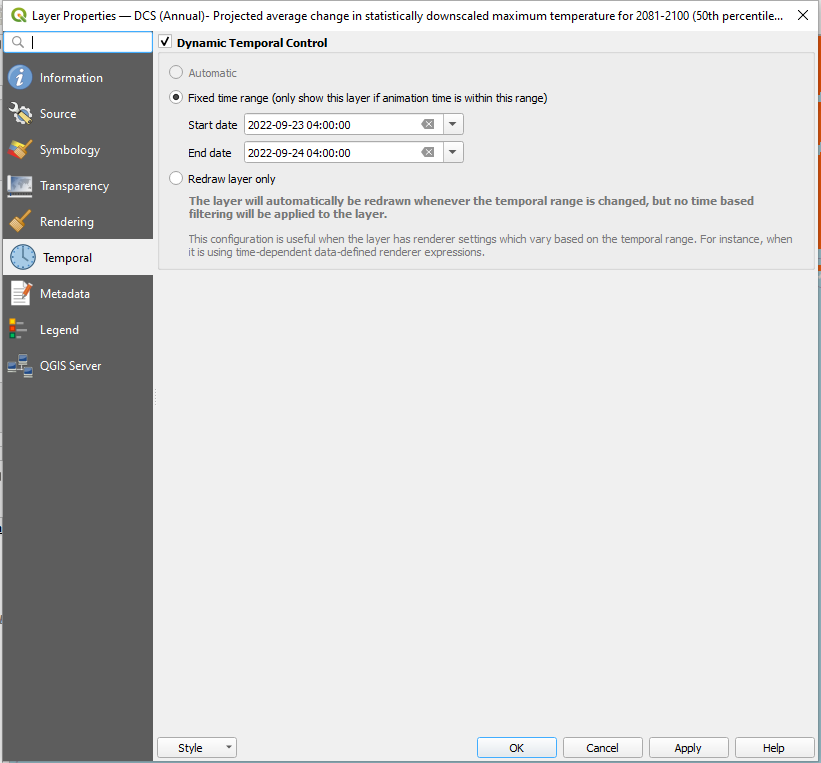 Layer Properties — DCS (Annual)- Projected average change in statistically downscaled maximum temperature for 2081-2100 (50th percentile...
Information
Source
Symbology
Transparency
Rendering
Temporal
Metadata
Legend
QGIS Server
Dynamic Temporal Control
Automatic
Fixed time range (only show this layer if animation time is within this range)
Start date 2022-09-23 04:00:00
End date 2022-09-24 04:00:00
Redraw layer only
The layer will automatically be redrawn whenever the temporal range is changed, but no time based
filtering will be applied to the layer.
This configuration is useful when the layer has renderer settings which vary based on the temporal range. For instance, when
it is using time-dependent data-defined renderer expressions.
Style OK Cancel Apply Help